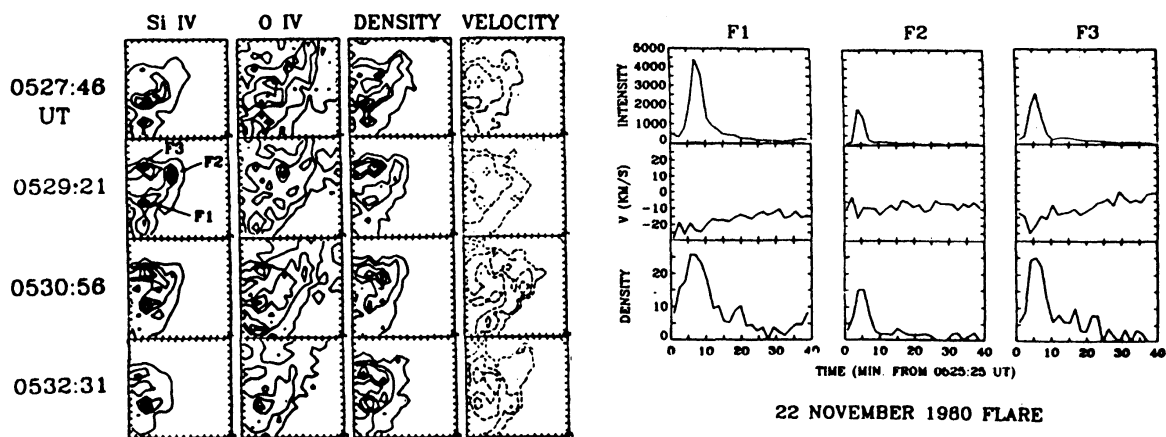 Si IV O IV DENSITY VELOCITY
0527:46
UT
F3
F2
0529:21
F1
0530:56
0532:31
F1 F2 F3
INTENSITY
6000
5000
4000
3000
2000
1000
0
V (KM/S)
20
10
0
-10
-20
DENSITY
20
10
0
0 10 20 30 40
0 10 20 30 40
0 10 20 30 40
TIME (MIN. FROM 0525:25 UT)
22 NOVEMBER 1980 FLARE